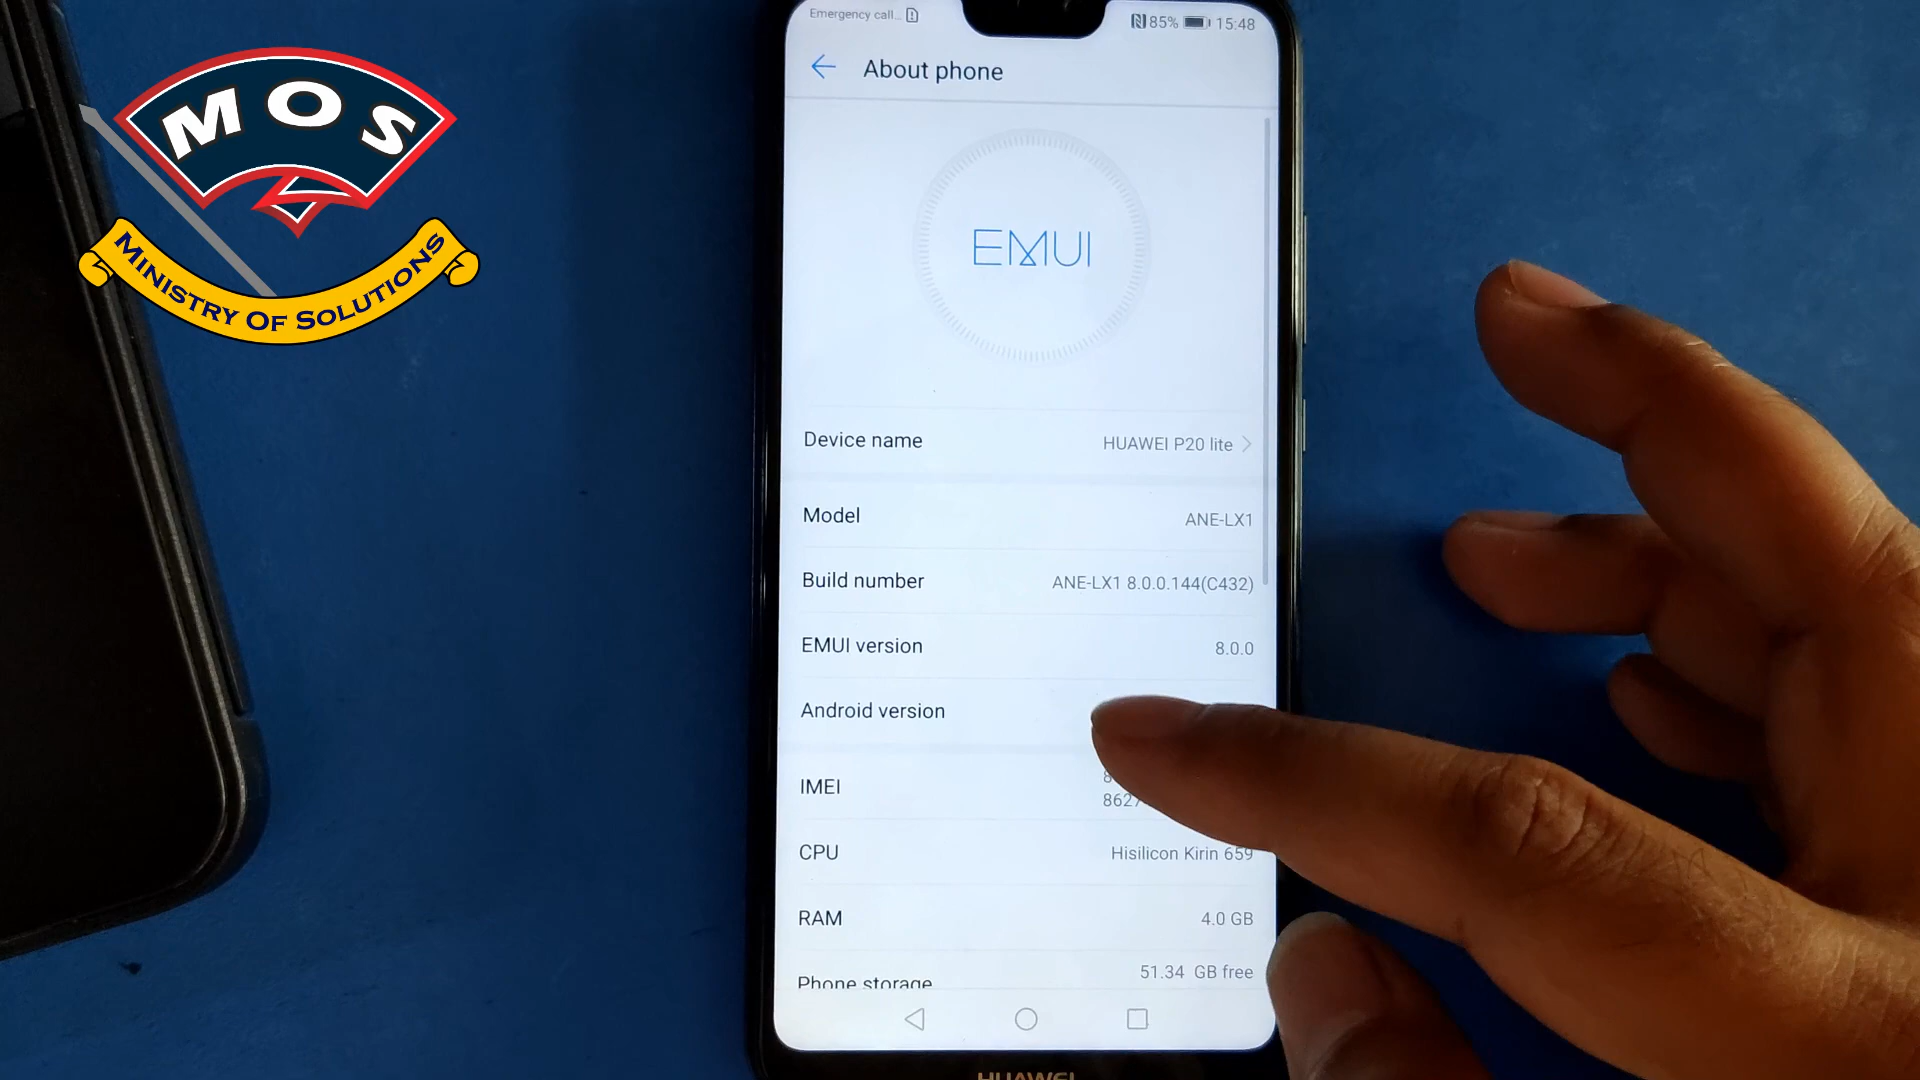 MOS
MINISTRY OF SOLUTIONS
Emergency call...
85% 15:48
About phone
EMUI
Device name HUAWEI P20 lite
Model ANE-LX1
Build number ANE-LX1 8.0.0.144(C432)
EMUI version 8.0.0
Android version
IMEI
CPU Hisilicon Kirin 659
RAM 4.0 GB
Phone storage 51.34 GB free
HUAWEI